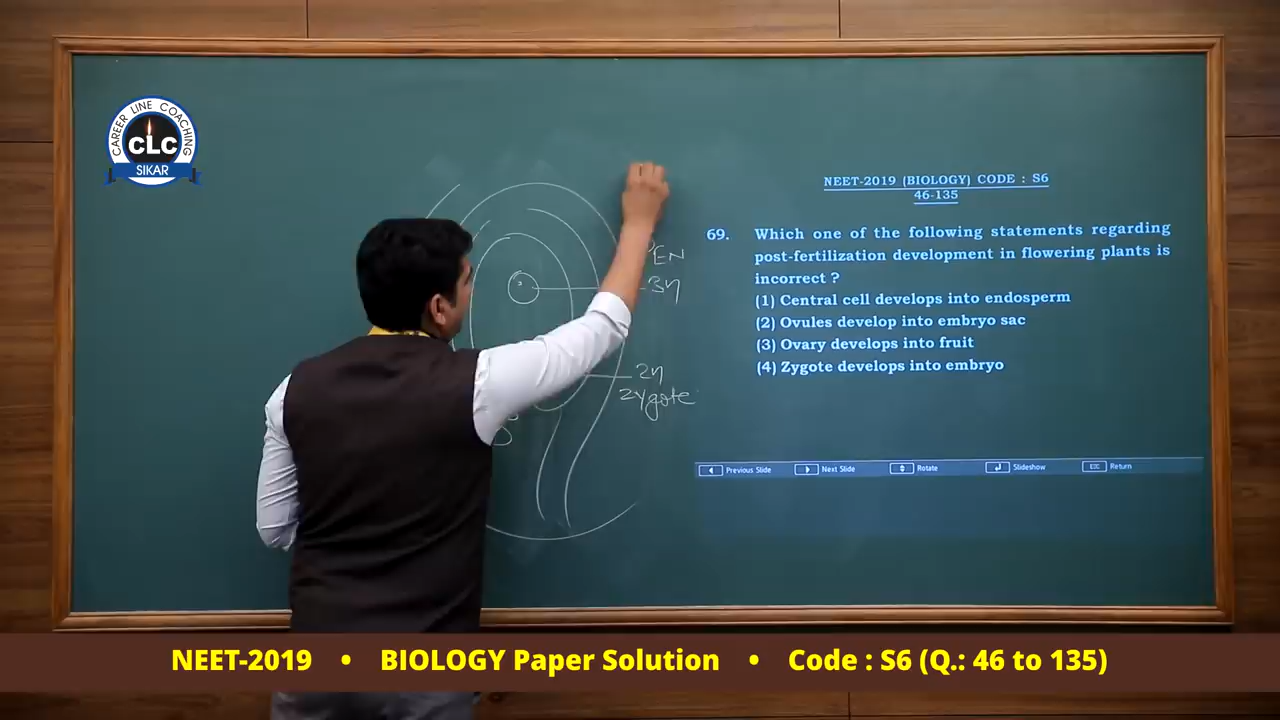 CAREER LINE COACHING
CLC
SIKAR
NEET-2019 (BIOLOGY) CODE : S6
46-135
69. Which one of the following statements regarding
post-fertilization development in flowering plants is
incorrect ?
(1) Central cell develops into endosperm
(2) Ovules develop into embryo sac
(3) Ovary develops into fruit
(4) Zygote develops into embryo
PEN
3n
2n
Zygote
Previous Slide Next Slide Rotate Slideshow ESC Return
NEET-2019 • BIOLOGY Paper Solution • Code : S6 (Q.: 46 to 135)